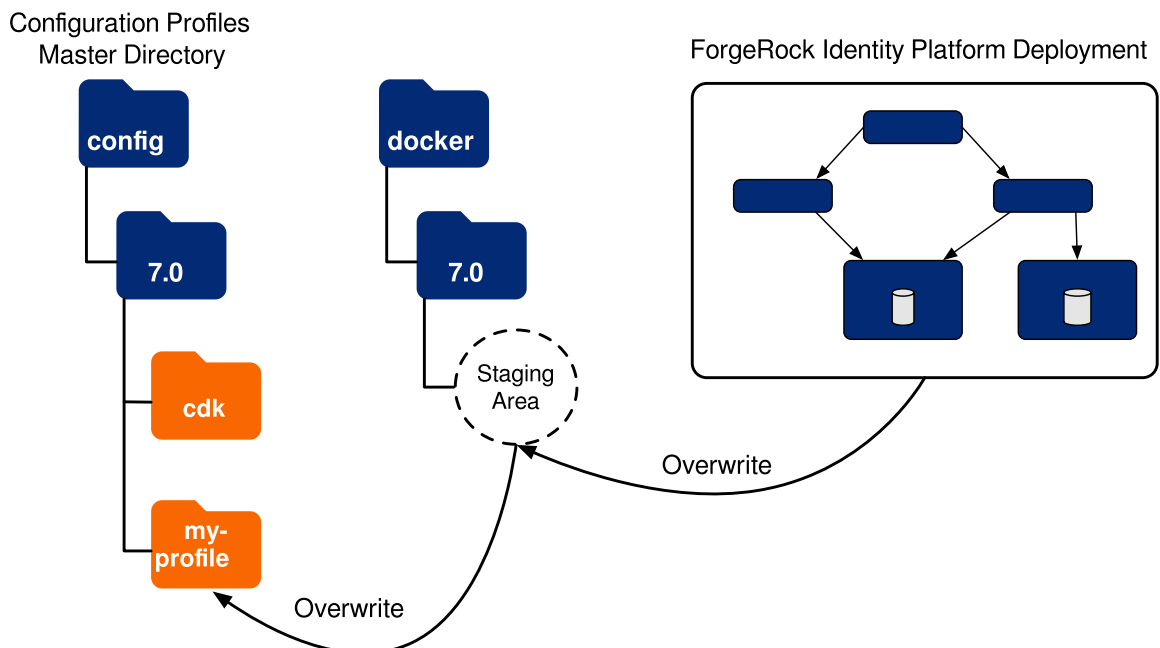 Configuration Profiles
Master Directory
ForgeRock Identity Platform Deployment
config
docker
7.0
7.0
Staging
Area
cdk
Overwrite
my-
profile
Overwrite